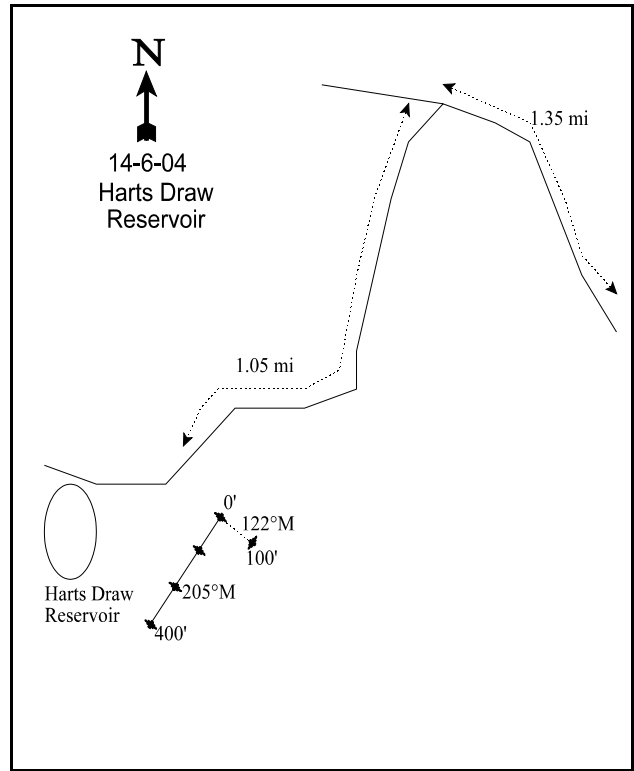 N
14-6-04
Harts Draw
Reservoir
1.35 mi
1.05 mi
0'
122°M
100'
205°M
400'
Harts Draw
Reservoir